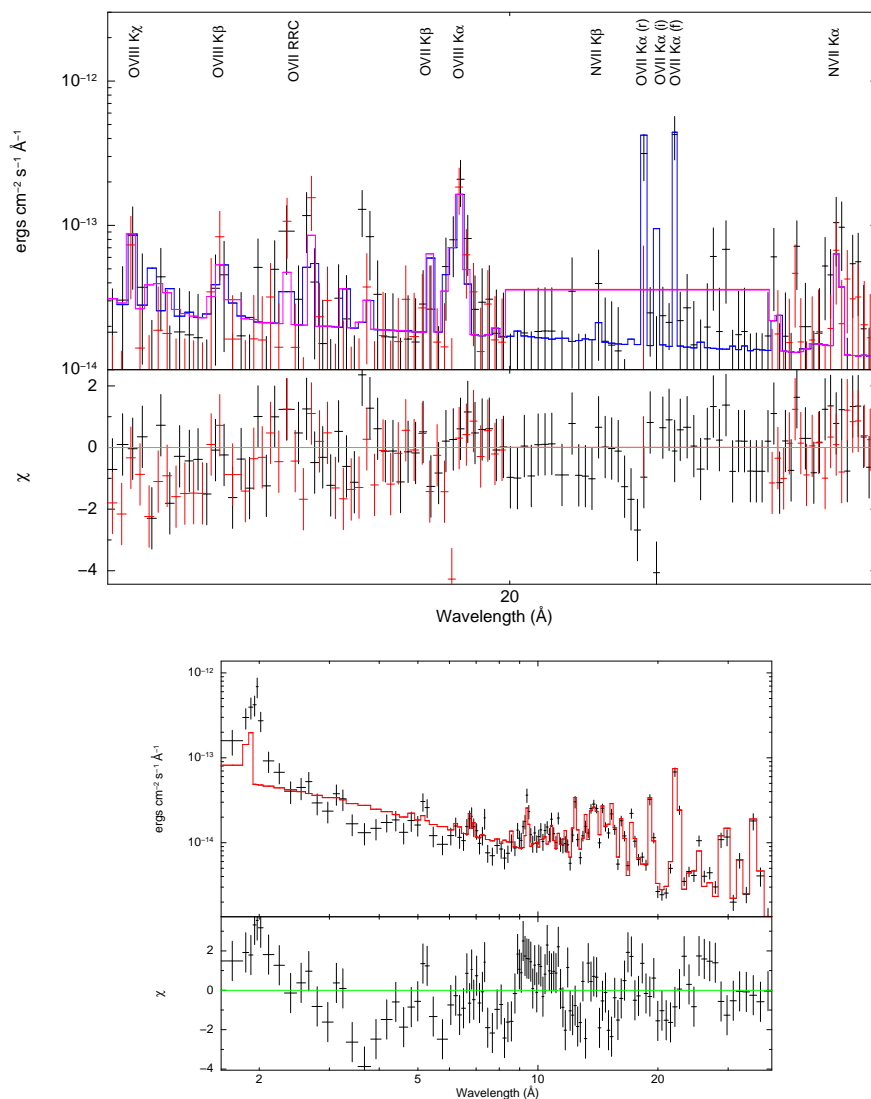 OVIII Kχ
OVIII Kβ
OVII RRC
OVII Kβ
OVIII Kα
NVII Kβ
OVII Kα (r)
OVII Kα (i)
OVII Kα (f)
NVII Kα
10⁻¹²
10⁻¹³
10⁻¹⁴
ergs cm⁻² s⁻¹ Å⁻¹
2
0
−2
−4
χ
20
Wavelength (Å)
10⁻¹²
10⁻¹³
10⁻¹⁴
ergs cm⁻² s⁻¹ Å⁻¹
2
0
−2
−4
χ
2
5
10
20
Wavelength (Å)